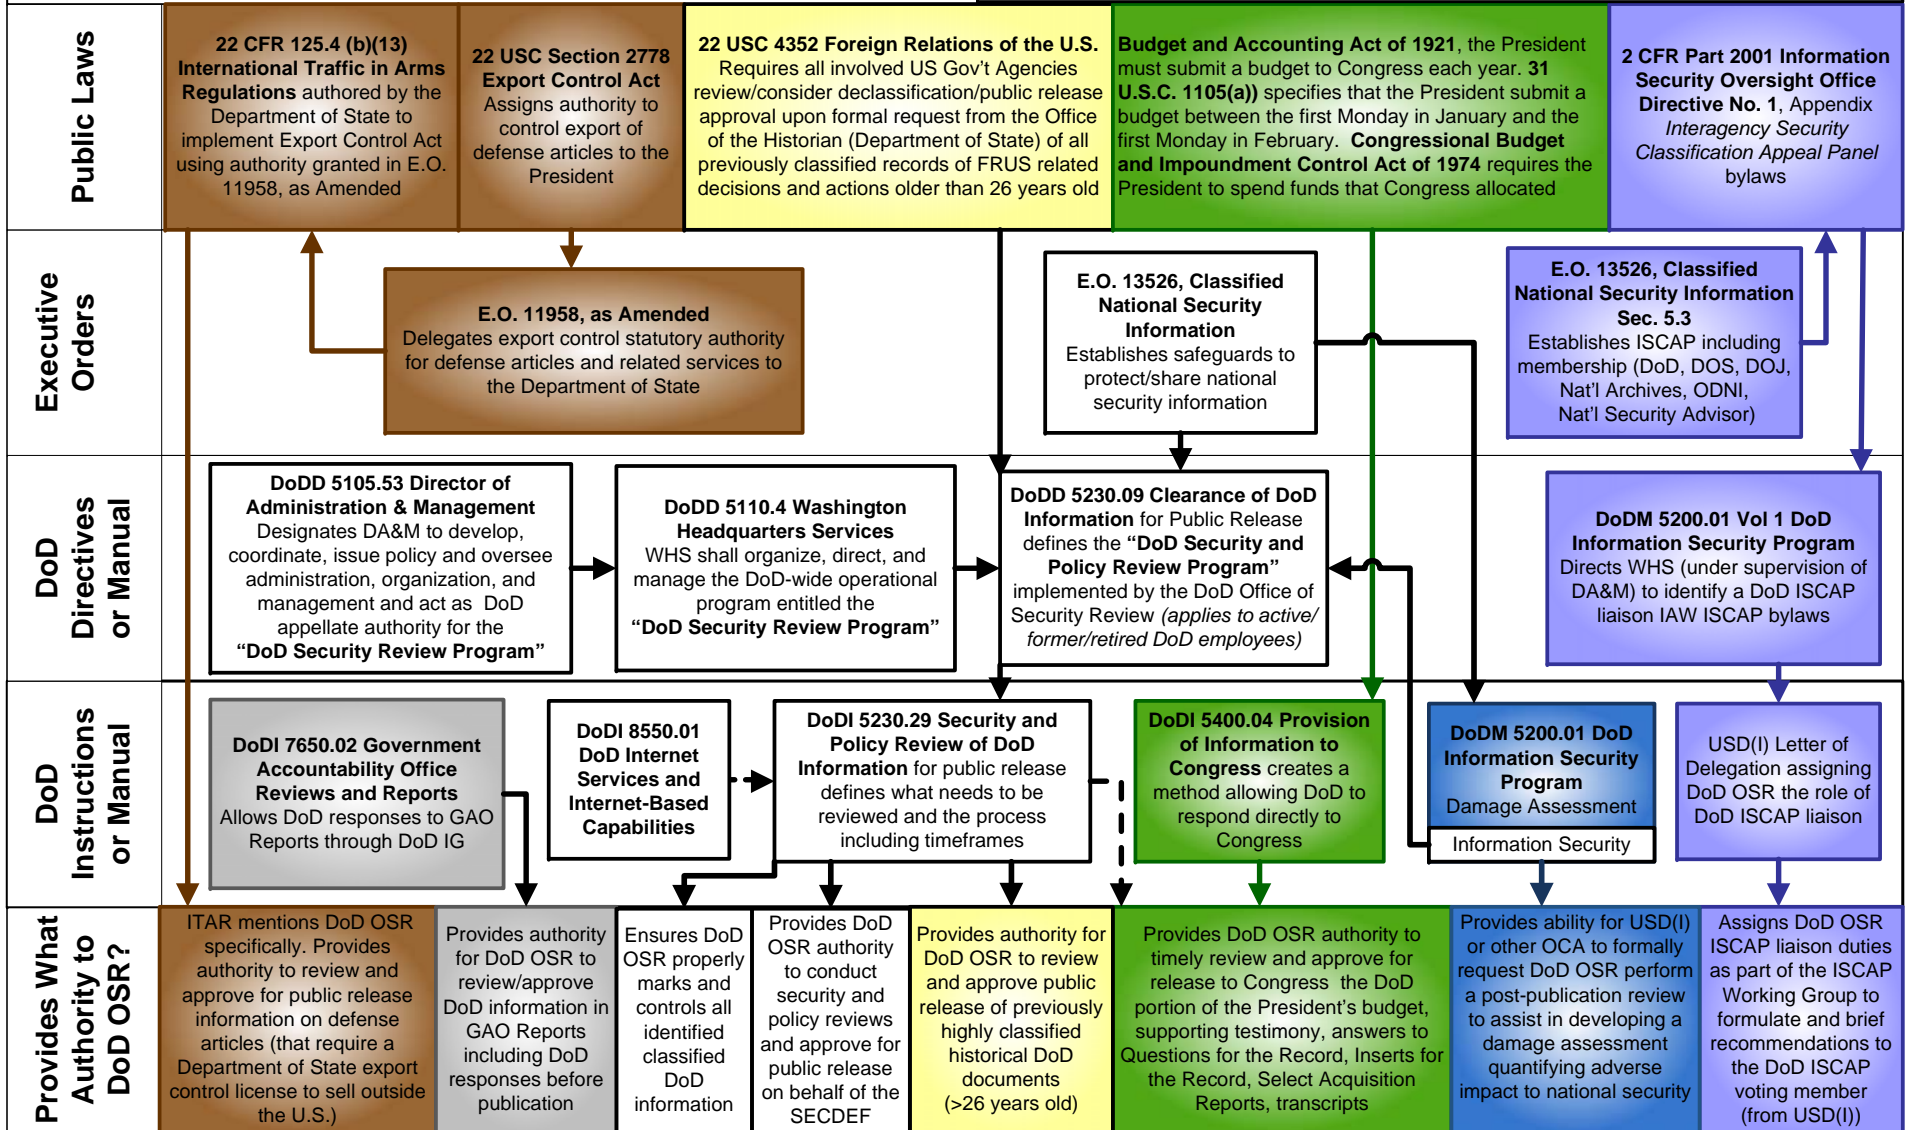 Public Laws
22 CFR 125.4 (b)(13)
International Traffic in Arms
Regulations authored by the
Department of State to
implement Export Control Act
using authority granted in E.O.
11958, as Amended
22 USC Section 2778
Export Control Act
Assigns authority to
control export of
defense articles to the
President
22 USC 4352 Foreign Relations of the U.S.
Requires all involved US Gov't Agencies
review/consider declassification/public release
approval upon formal request from the Office
of the Historian (Department of State) of all
previously classified records of FRUS related
decisions and actions older than 26 years old
Budget and Accounting Act of 1921, the President
must submit a budget to Congress each year. 31
U.S.C. 1105(a)) specifies that the President submit a
budget between the first Monday in January and the
first Monday in February. Congressional Budget
and Impoundment Control Act of 1974 requires the
President to spend funds that Congress allocated
2 CFR Part 2001 Information
Security Oversight Office
Directive No. 1, Appendix
Interagency Security
Classification Appeal Panel
bylaws
Executive
Orders
E.O. 11958, as Amended
Delegates export control statutory authority
for defense articles and related services to
the Department of State
E.O. 13526, Classified
National Security
Information
Establishes safeguards to
protect/share national
security information
E.O. 13526, Classified
National Security Information
Sec. 5.3
Establishes ISCAP including
membership (DoD, DOS, DOJ,
Nat'l Archives, ODNI,
Nat'l Security Advisor)
DoD
Directives
or Manual
DoDD 5105.53 Director of
Administration & Management
Designates DA&M to develop,
coordinate, issue policy and oversee
administration, organization, and
management and act as DoD
appellate authority for the
“DoD Security Review Program”
DoDD 5110.4 Washington
Headquarters Services
WHS shall organize, direct, and
manage the DoD-wide operational
program entitled the
“DoD Security Review Program”
DoDD 5230.09 Clearance of DoD
Information for Public Release
defines the “DoD Security and
Policy Review Program”
implemented by the DoD Office of
Security Review (applies to active/
former/retired DoD employees)
DoDM 5200.01 Vol 1 DoD
Information Security Program
Directs WHS (under supervision of
DA&M) to identify a DoD ISCAP
liaison IAW ISCAP bylaws
DoD
Instructions
or Manual
DoDI 7650.02 Government
Accountability Office
Reviews and Reports
Allows DoD responses to GAO
Reports through DoD IG
DoDI 8550.01
DoD Internet
Services and
Internet-Based
Capabilities
DoDI 5230.29 Security and
Policy Review of DoD
Information for public release
defines what needs to be
reviewed and the process
including timeframes
DoDI 5400.04 Provision
of Information to
Congress creates a
method allowing DoD to
respond directly to
Congress
DoDM 5200.01 DoD
Information Security
Program
Damage Assessment
Information Security
USD(I) Letter of
Delegation assigning
DoD OSR the role of
DoD ISCAP liaison
Provides What
Authority to
DoD OSR?
ITAR mentions DoD OSR
specifically. Provides
authority to review and
approve for public release
information on defense
articles (that require a
Department of State export
control license to sell outside
the U.S.)
Provides authority
for DoD OSR to
review/approve
DoD information in
GAO Reports
including DoD
responses before
publication
Ensures DoD
OSR properly
marks and
controls all
identified
classified
DoD
information
Provides DoD
OSR authority
to conduct
security and
policy reviews
and approve for
public release
on behalf of the
SECDEF
Provides authority for
DoD OSR to review
and approve public
release of previously
highly classified
historical DoD
documents
(>26 years old)
Provides DoD OSR authority to
timely review and approve for
release to Congress the DoD
portion of the President's budget,
supporting testimony, answers to
Questions for the Record, Inserts for
the Record, Select Acquisition
Reports, transcripts
Provides ability for USD(I)
or other OCA to formally
request DoD OSR perform
a post-publication review
to assist in developing a
damage assessment
quantifying adverse
impact to national security
Assigns DoD OSR
ISCAP liaison duties
as part of the ISCAP
Working Group to
formulate and brief
recommendations to
the DoD ISCAP
voting member
(from USD(I))